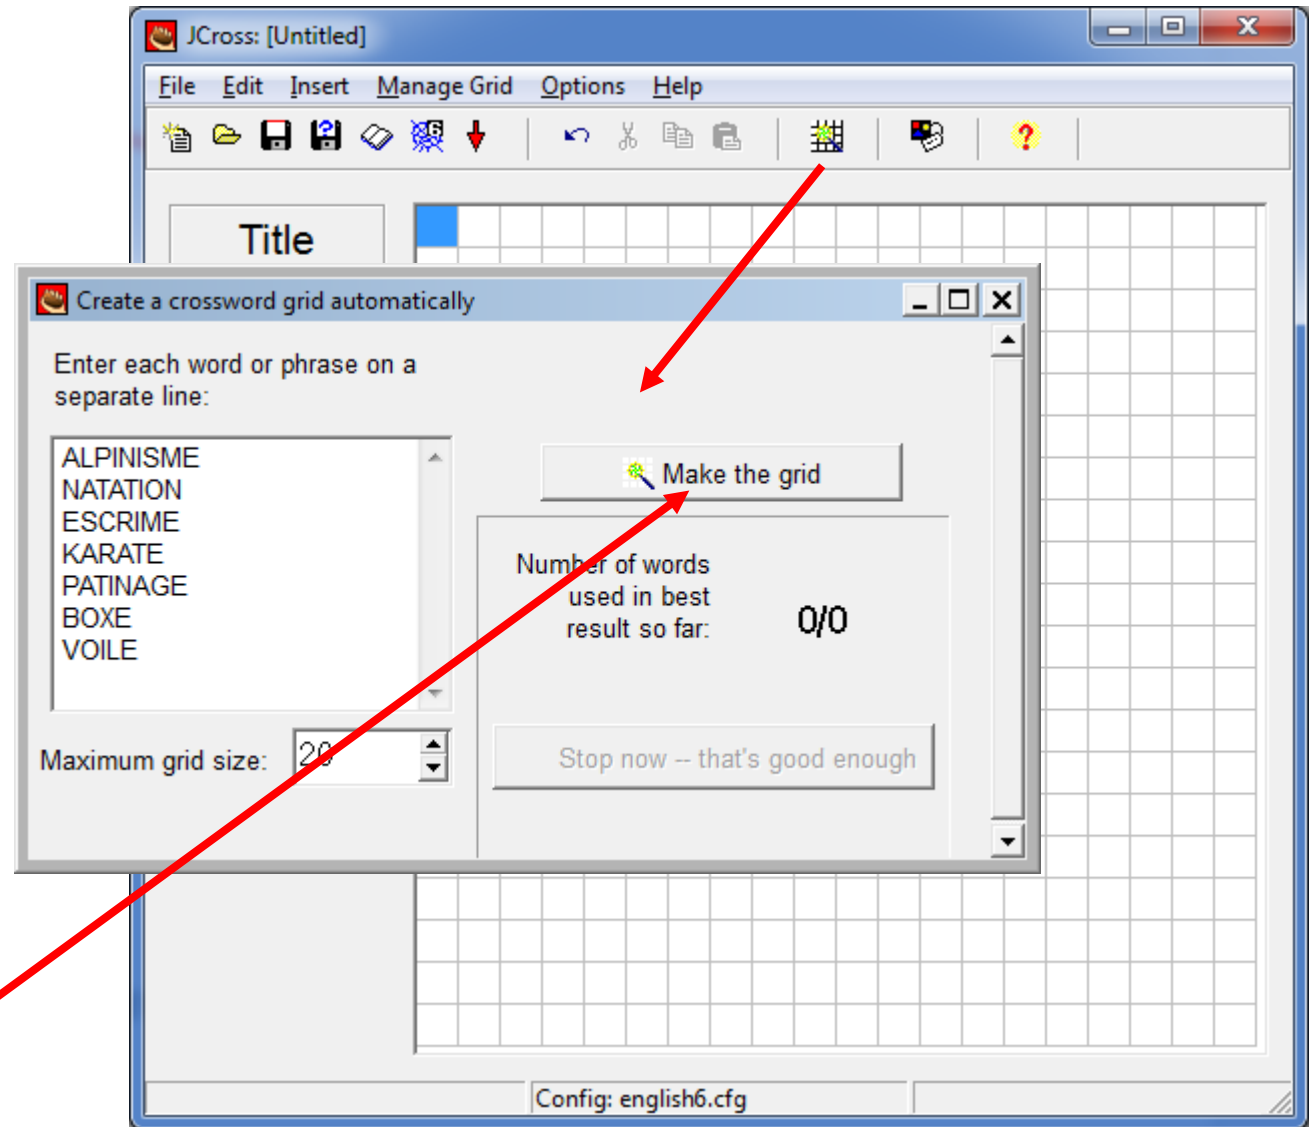 JCross: [Untitled]
File Edit Insert Manage Grid Options Help
Title
Create a crossword grid automatically
Enter each word or phrase on a
separate line:
ALPINISME
NATATION
ESCRIME
KARATE
PATINAGE
BOXE
VOILE
Make the grid
Number of words
used in best
result so far:
0/0
Maximum grid size: 20
Stop now -- that's good enough
Config: english6.cfg